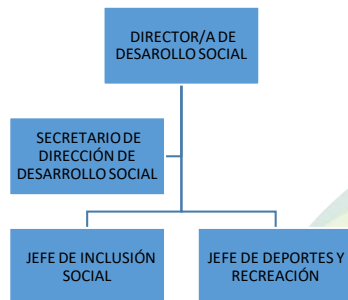 DIRECTOR/A DE
DESAROLLO SOCIAL
SECRETARIO DE
DIRECCIÓN DE
DESARROLLO SOCIAL
JEFE DE INCLUSIÓN
SOCIAL
JEFE DE DEPORTES Y
RECREACIÓN